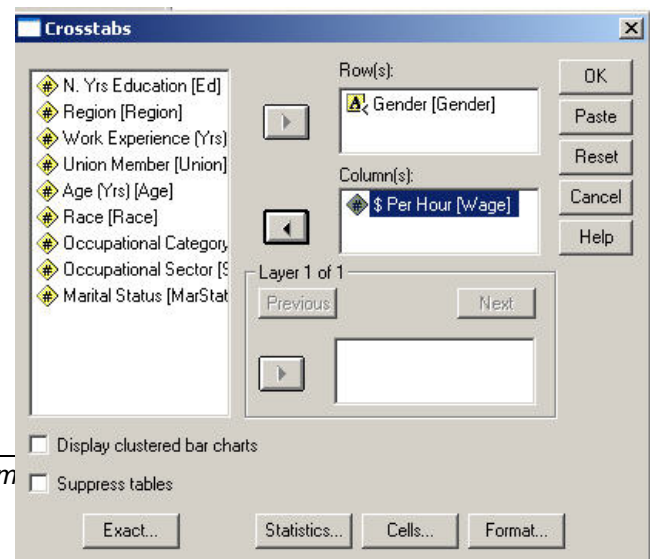 Crosstabs
N. Yrs Education [Ed]
Region [Region]
Work Experience (Yrs)
Union Member [Union]
Age (Yrs) [Age]
Race [Race]
Occupational Category
Occupational Sector [S
Marital Status [MarStat
Row(s):
Gender [Gender]
Column(s):
$ Per Hour [Wage]
Layer 1 of 1
Previous Next
OK
Paste
Reset
Cancel
Help
Display clustered bar charts
m
Suppress tables
Exact... Statistics... Cells... Format...